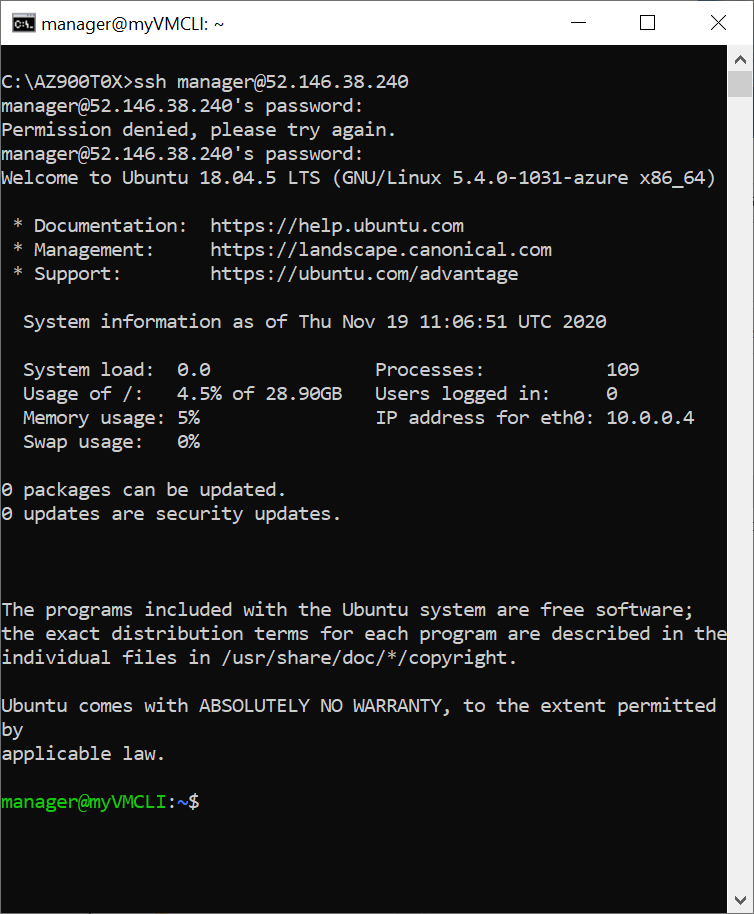 manager@myVMCLI: ~
C:\AZ900T0X>ssh manager@52.146.38.240
manager@52.146.38.240's password:
Permission denied, please try again.
manager@52.146.38.240's password:
Welcome to Ubuntu 18.04.5 LTS (GNU/Linux 5.4.0-1031-azure x86_64)
* Documentation:  https://help.ubuntu.com
* Management:     https://landscape.canonical.com
* Support:        https://ubuntu.com/advantage
System information as of Thu Nov 19 11:06:51 UTC 2020
System load:  0.0               Processes:           109
Usage of /:   4.5% of 28.90GB   Users logged in:     0
Memory usage: 5%                IP address for eth0: 10.0.0.4
Swap usage:   0%
0 packages can be updated.
0 updates are security updates.
The programs included with the Ubuntu system are free software;
the exact distribution terms for each program are described in the
individual files in /usr/share/doc/*/copyright.
Ubuntu comes with ABSOLUTELY NO WARRANTY, to the extent permitted
by
applicable law.
manager@myVMCLI:~$